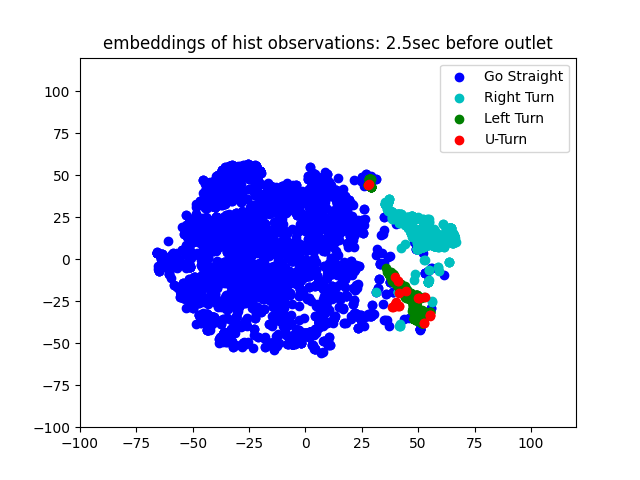 embeddings of hist observations: 2.5sec before outlet
Go Straight
Right Turn
Left Turn
U-Turn
100
75
50
25
0
−25
−50
−75
−100
−100 −75 −50 −25 0 25 50 75 100